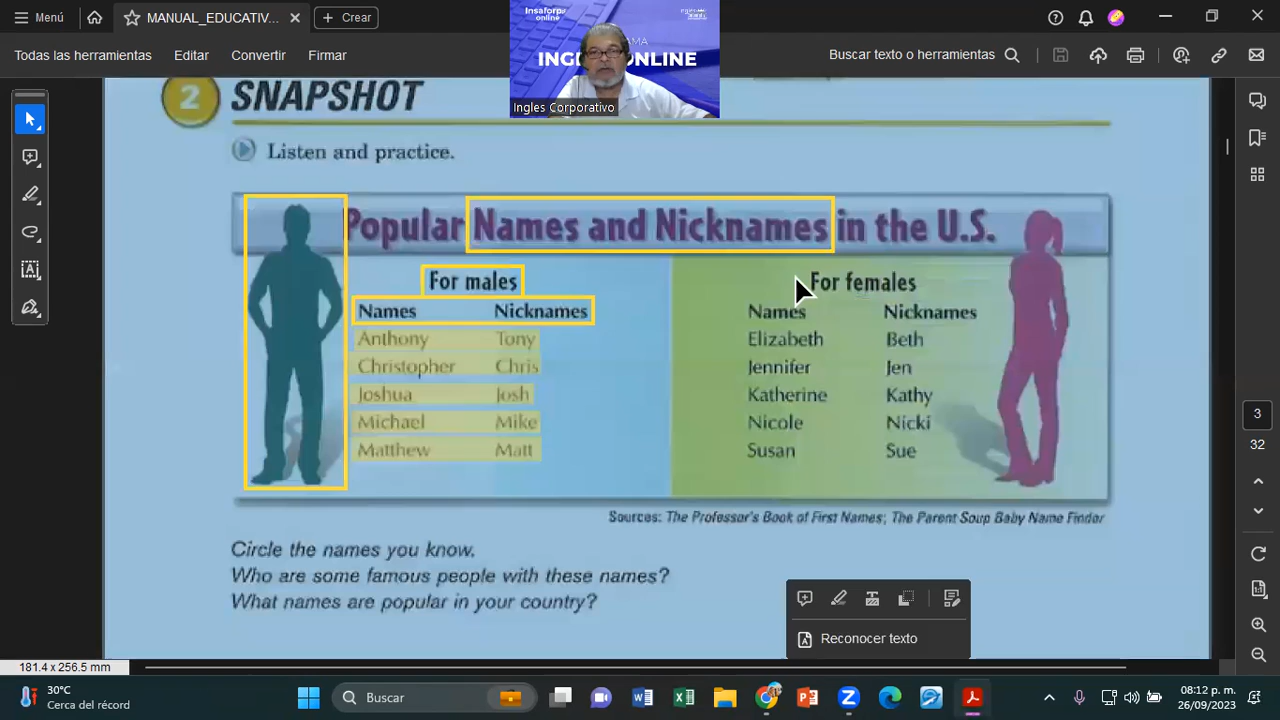 Menú
MANUAL_EDUCATIV...
Crear
Insaforp
online
INGLES ONLINE
Ingles Corporativo
Todas las herramientas
Editar
Convertir
Firmar
Buscar texto o herramientas
2 SNAPSHOT
Listen and practice.
Popular Names and Nicknames in the U.S.
For males
Names Nicknames
Anthony Tony
Christopher Chris
Joshua Josh
Michael Mike
Matthew Matt
For females
Names Nicknames
Elizabeth Beth
Jennifer Jen
Katherine Kathy
Nicole Nicki
Susan Sue
Sources: The Professor's Book of First Names; The Parent Soup Baby Name Finder
Circle the names you know.
Who are some famous people with these names?
What names are popular in your country?
Reconocer texto
3
32
181.4 x 256.5 mm
30°C
Cerca del récord
Buscar
08:12 p. m.
26/09/2023